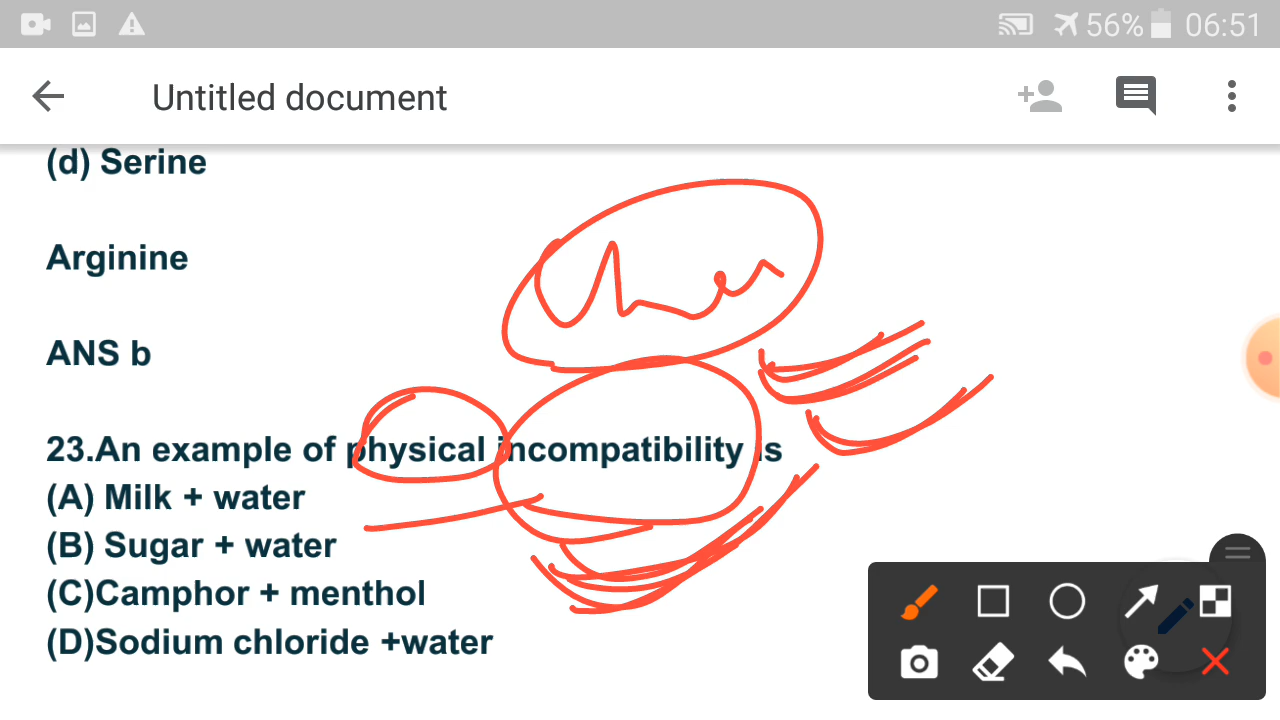 56% 06:51
Untitled document
(d) Serine
Arginine
ANS b
23.An example of physical incompatibility is
(A) Milk + water
(B) Sugar + water
(C)Camphor + menthol
(D)Sodium chloride +water